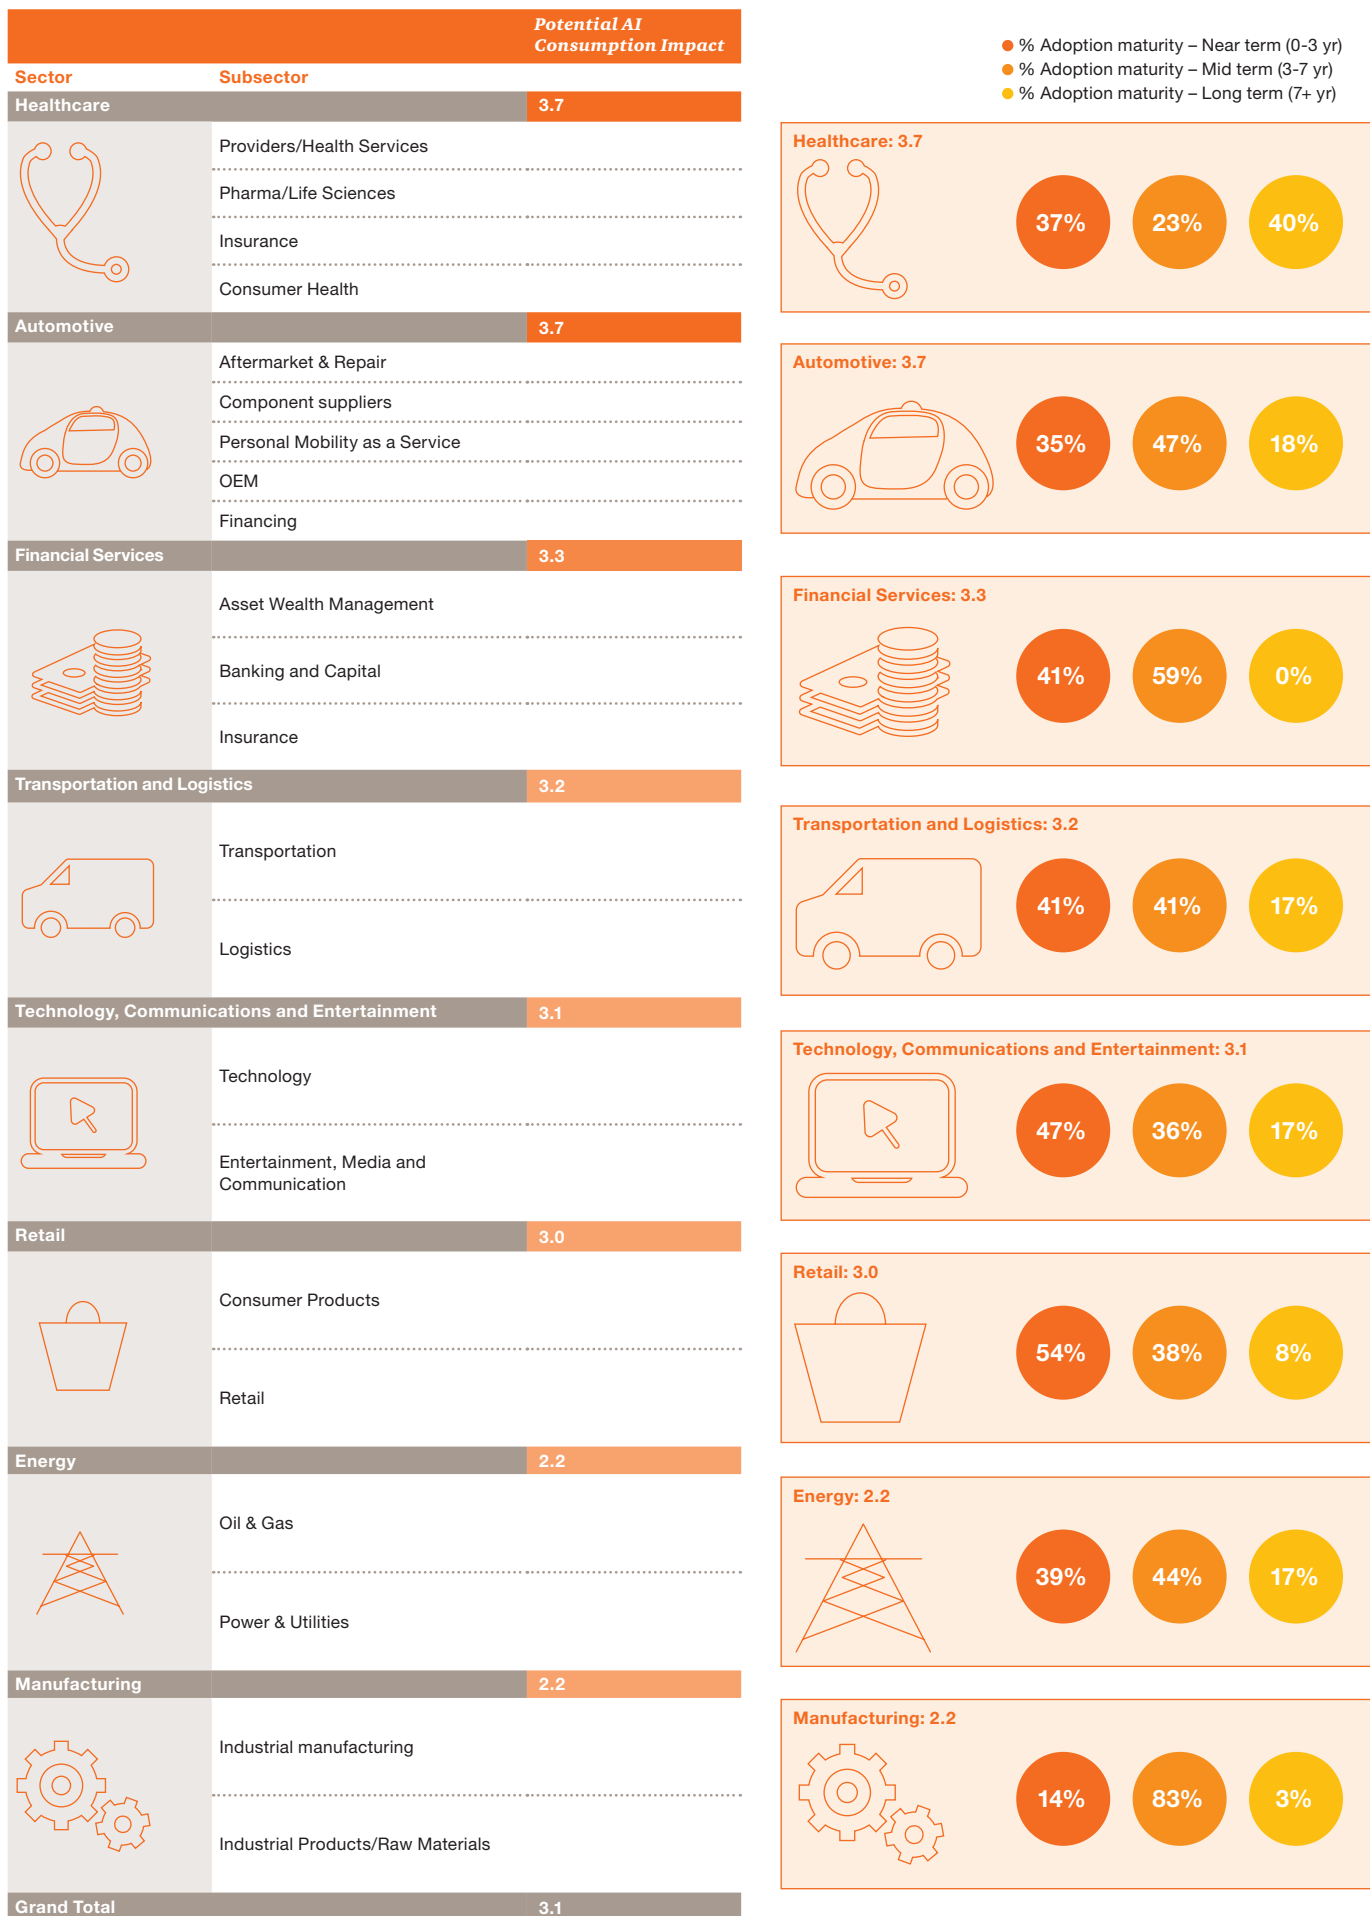 Potential AI
Consumption Impact
Sector Subsector
Healthcare 3.7
Providers/Health Services
Pharma/Life Sciences
Insurance
Consumer Health
Automotive 3.7
Aftermarket & Repair
Component suppliers
Personal Mobility as a Service
OEM
Financing
Financial Services 3.3
Asset Wealth Management
Banking and Capital
Insurance
Transportation and Logistics 3.2
Transportation
Logistics
Technology, Communications and Entertainment 3.1
Technology
Entertainment, Media and
Communication
Retail 3.0
Consumer Products
Retail
Energy 2.2
Oil & Gas
Power & Utilities
Manufacturing 2.2
Industrial manufacturing
Industrial Products/Raw Materials
Grand Total 3.1
% Adoption maturity – Near term (0-3 yr)
% Adoption maturity – Mid term (3-7 yr)
% Adoption maturity – Long term (7+ yr)
Healthcare: 3.7
37% 23% 40%
Automotive: 3.7
35% 47% 18%
Financial Services: 3.3
41% 59% 0%
Transportation and Logistics: 3.2
41% 41% 17%
Technology, Communications and Entertainment: 3.1
47% 36% 17%
Retail: 3.0
54% 38% 8%
Energy: 2.2
39% 44% 17%
Manufacturing: 2.2
14% 83% 3%